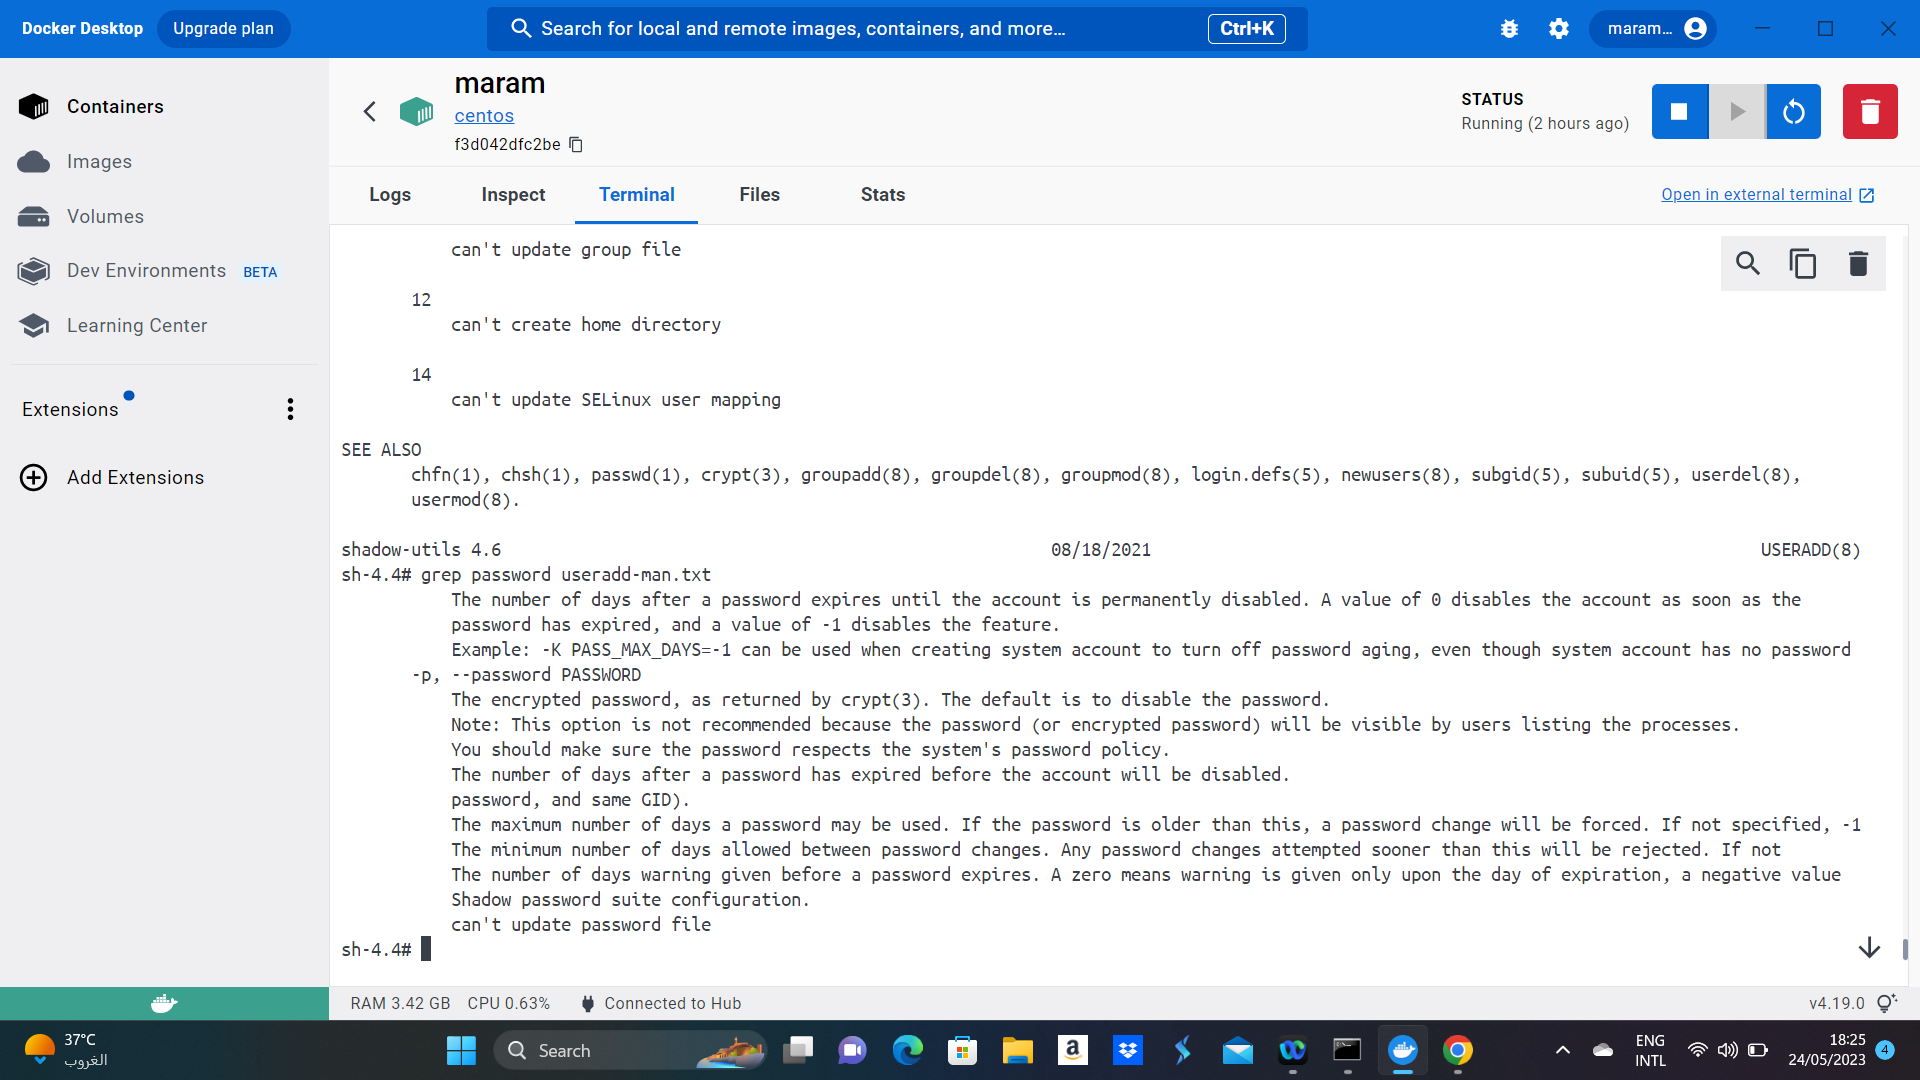 Docker Desktop
Upgrade plan
Search for local and remote images, containers, and more...
Ctrl+K
maram...
Containers
Images
Volumes
Dev Environments BETA
Learning Center
Extensions
Add Extensions
maram
centos
f3d042dfc2be
STATUS
Running (2 hours ago)
Logs
Inspect
Terminal
Files
Stats
Open in external terminal
can't update group file
12
can't create home directory
14
can't update SELinux user mapping
SEE ALSO
chfn(1), chsh(1), passwd(1), crypt(3), groupadd(8), groupdel(8), groupmod(8), login.defs(5), newusers(8), subgid(5), subuid(5), userdel(8),
usermod(8).
shadow-utils 4.6 08/18/2021 USERADD(8)
sh-4.4# grep password useradd-man.txt
The number of days after a password expires until the account is permanently disabled. A value of 0 disables the account as soon as the
password has expired, and a value of -1 disables the feature.
Example: -K PASS_MAX_DAYS=-1 can be used when creating system account to turn off password aging, even though system account has no password
-p, --password PASSWORD
The encrypted password, as returned by crypt(3). The default is to disable the password.
Note: This option is not recommended because the password (or encrypted password) will be visible by users listing the processes.
You should make sure the password respects the system's password policy.
The number of days after a password has expired before the account will be disabled.
password, and same GID).
The maximum number of days a password may be used. If the password is older than this, a password change will be forced. If not specified, -1
The minimum number of days allowed between password changes. Any password changes attempted sooner than this will be rejected. If not
The number of days warning given before a password expires. A zero means warning is given only upon the day of expiration, a negative value
Shadow password suite configuration.
can't update password file
sh-4.4#
RAM 3.42 GB CPU 0.63% Connected to Hub
v4.19.0
37°C
الغروب
Search
a
ENG
INTL
18:25
24/05/2023
4